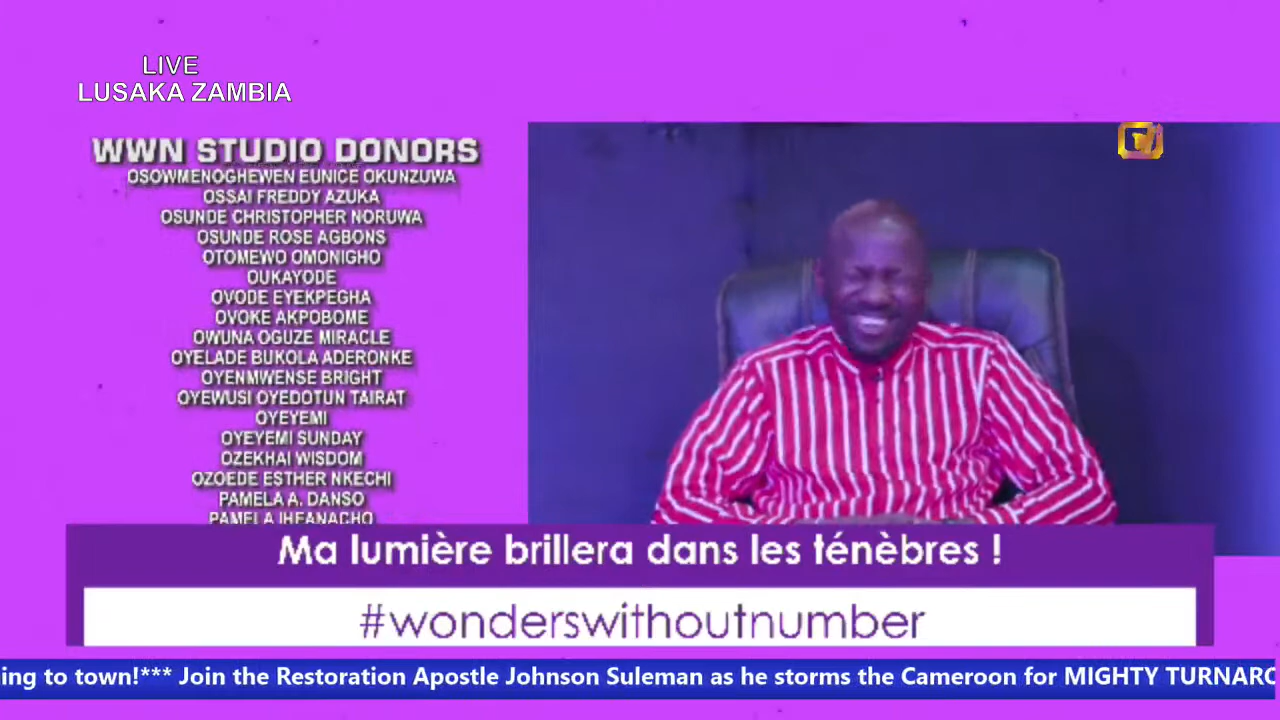 LIVE
LUSAKA ZAMBIA
WWN STUDIO DONORS
OSOWMENOGHEWEN EUNICE OKUNZUWA
OSSAI FREDDY AZUKA
OSUNDE CHRISTOPHER NORUWA
OSUNDE ROSE AGBONS
OTOMEWO OMONIGHO
OUKAYODE
OVODE EYEKPEGHA
OVOKE AKPOBOME
OWUNA OGUZE MIRACLE
OYELADE BUKOLA ADERONKE
OYENMWENSE BRIGHT
OYEWUSI OYEDOTUN TAIRAT
OYEYEMI
OYEYEMI SUNDAY
OZEKHAI WISDOM
OZOEDE ESTHER NKECHI
PAMELA A. DANSO
PAMELA IHEANACHO
Ma lumière brillera dans les ténèbres !
#wonderswithoutnumber
ing to town!*** Join the Restoration Apostle Johnson Suleman as he storms the Cameroon for MIGHTY TURNARO